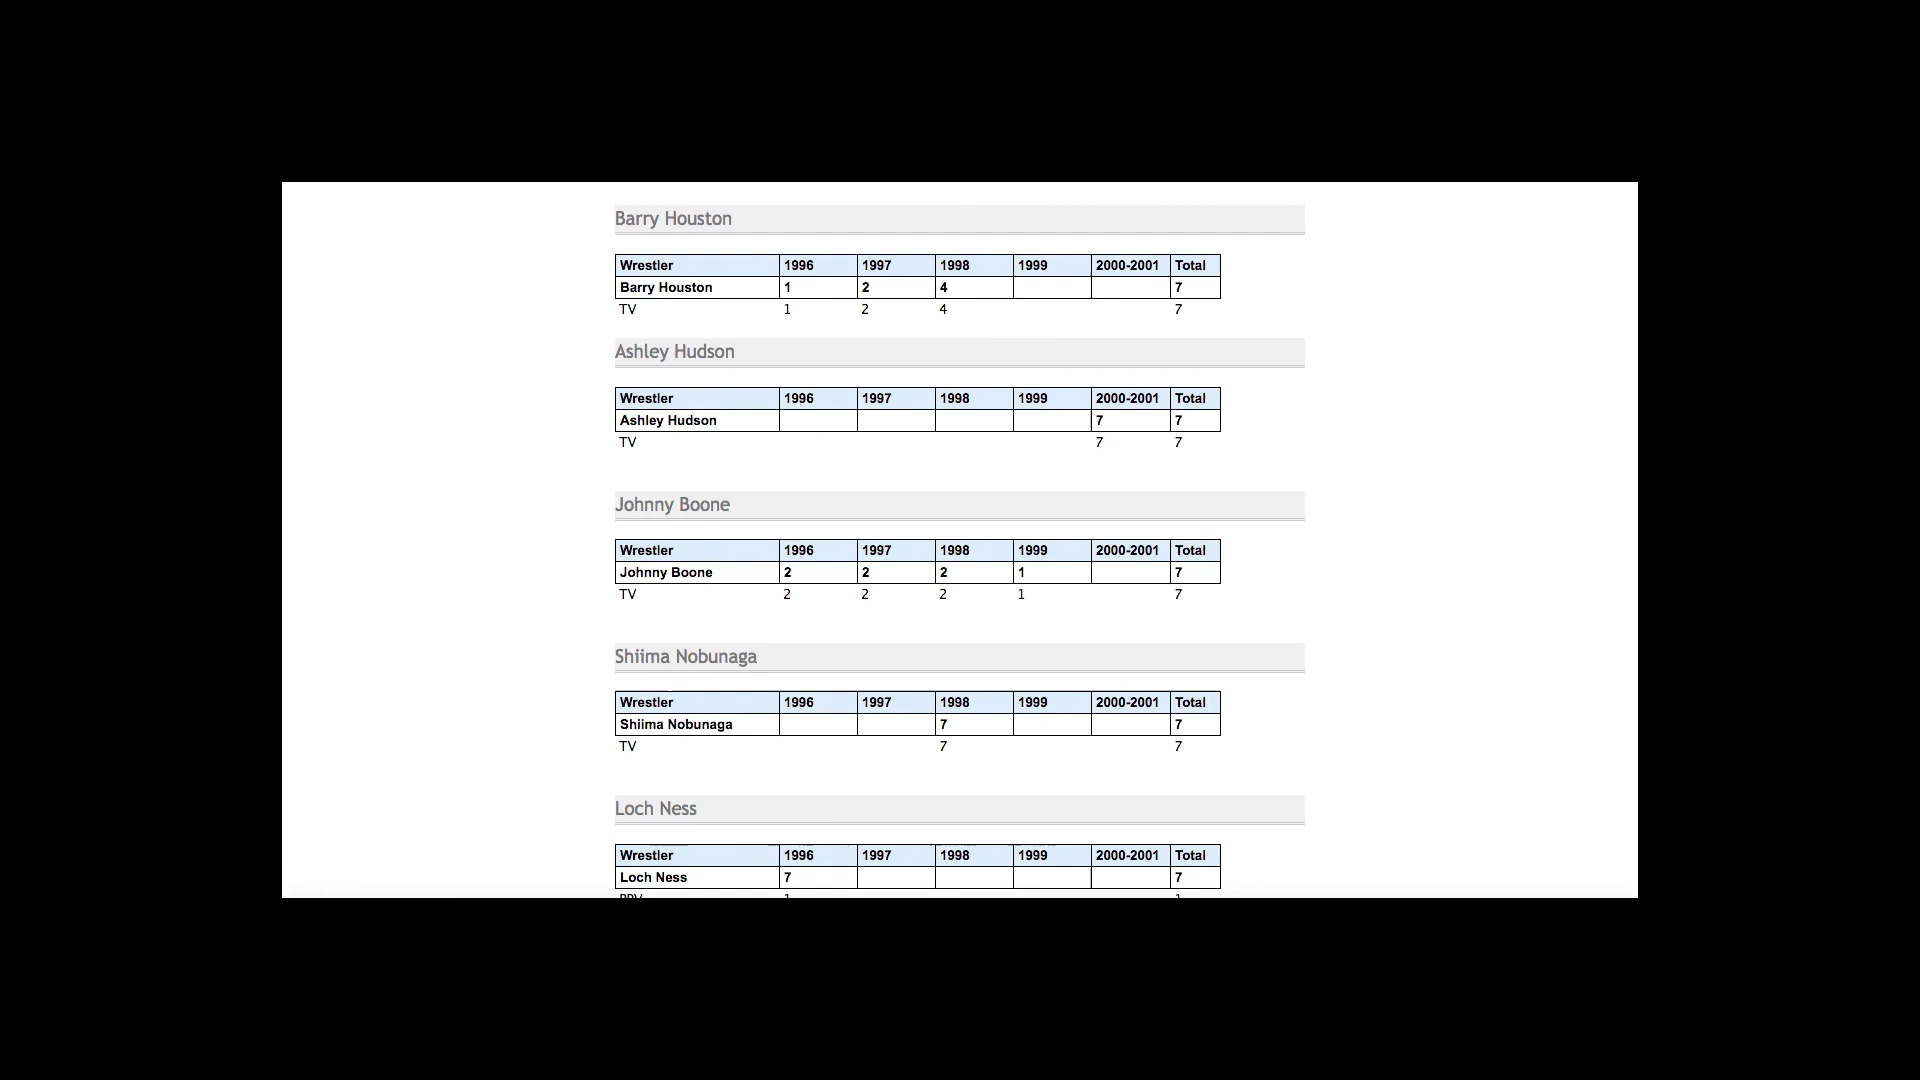 Barry Houston
Wrestler 1996 1997 1998 1999 2000-2001 Total
Barry Houston 1 2 4 7
TV 1 2 4 7
Ashley Hudson
Wrestler 1996 1997 1998 1999 2000-2001 Total
Ashley Hudson 7 7
TV 7 7
Johnny Boone
Wrestler 1996 1997 1998 1999 2000-2001 Total
Johnny Boone 2 2 2 1 7
TV 2 2 2 1 7
Shiima Nobunaga
Wrestler 1996 1997 1998 1999 2000-2001 Total
Shiima Nobunaga 7 7
TV 7 7
Loch Ness
Wrestler 1996 1997 1998 1999 2000-2001 Total
Loch Ness 7 7